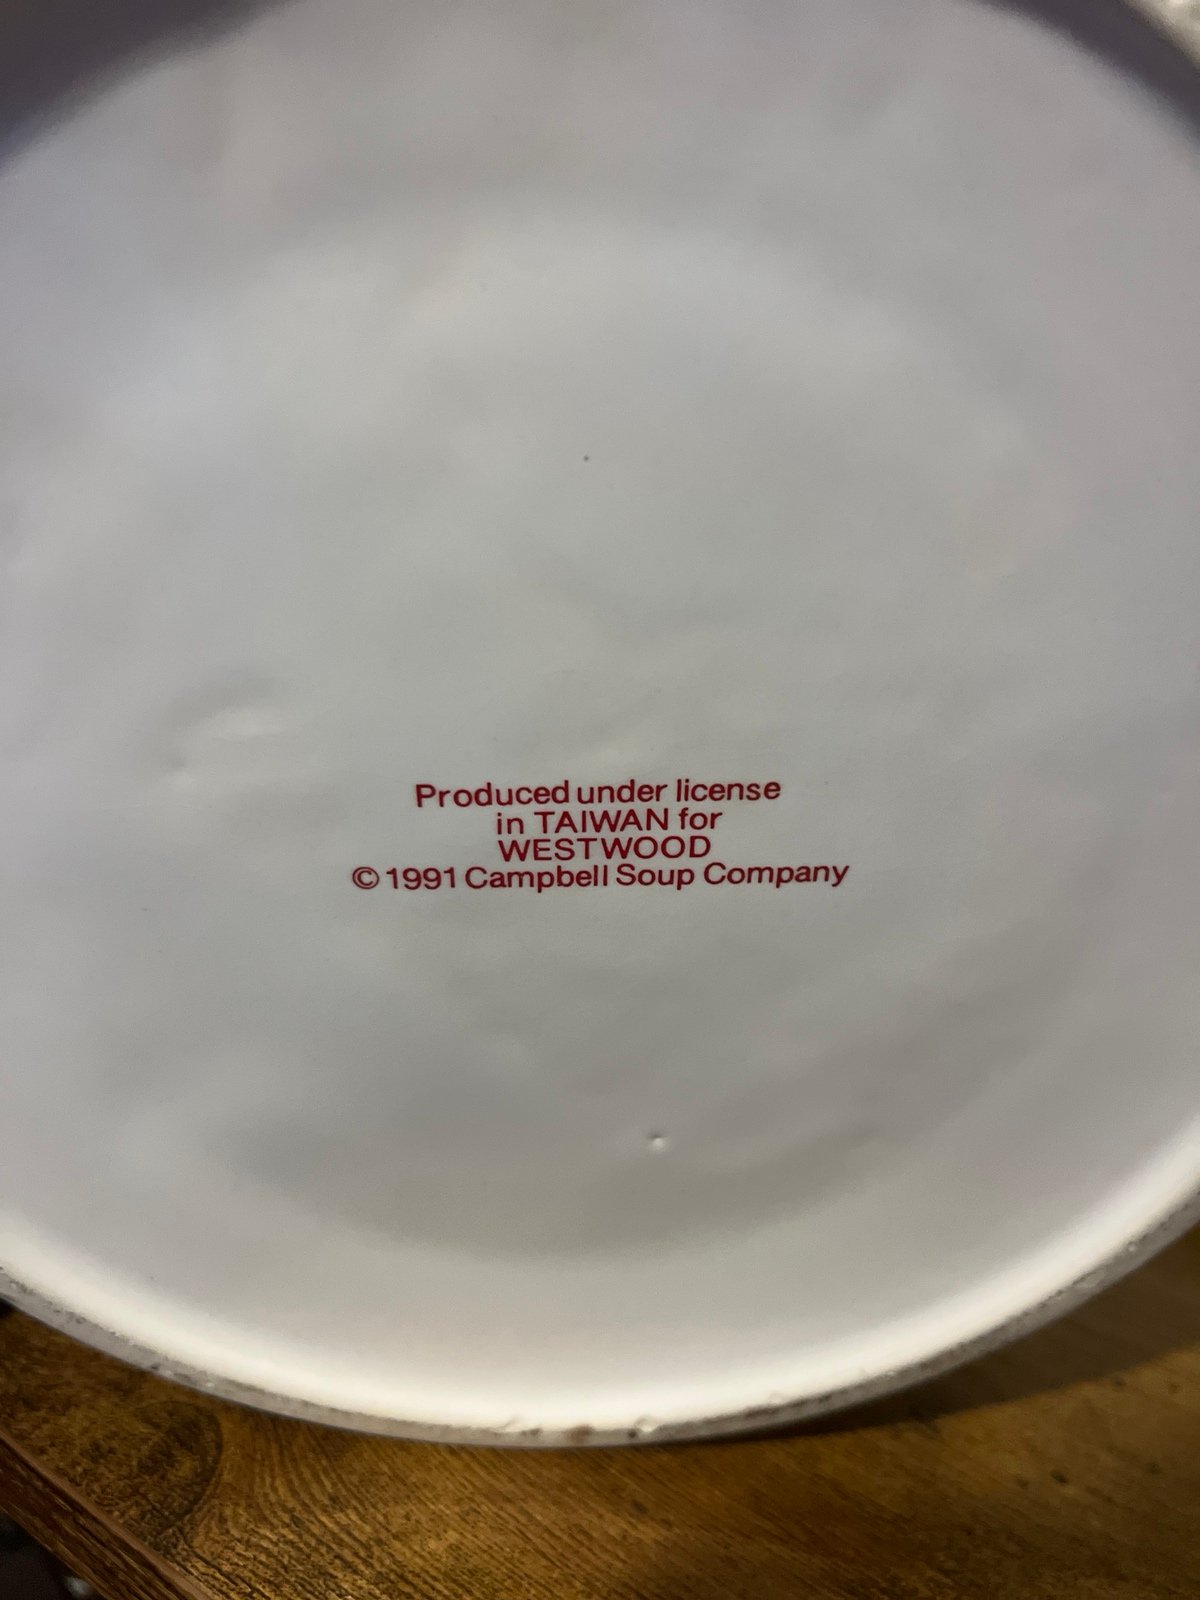 Produced under license
in TAIWAN for
WESTWOOD
© 1991 Campbell Soup Company